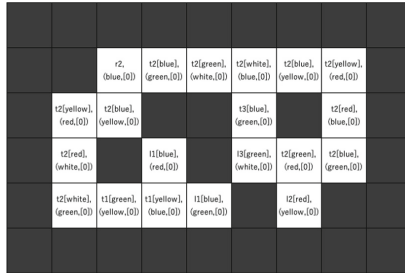 r2, t2[blue], t2[green], t2[white], t2[blue], t2[yellow],
(blue,[0]) (green,[0]) (white,[0]) (blue,[0]) (yellow,[0]) (red,[0])
t2[yellow], t2[blue], t3[blue], t2[red],
(red,[0]) (yellow,[0]) (green,[0]) (blue,[0])
t2[red], l1[blue], l3[green], t2[green], t2[blue],
(white,[0]) (red,[0]) (white,[0]) (red,[0]) (green,[0])
t2[white], t1[green], t1[yellow], l1[blue], l2[red],
(green,[0]) (yellow,[0]) (blue,[0]) (green,[0]) (yellow,[0])